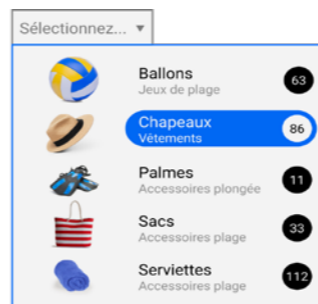 Sélectionnez...
Ballons
Jeux de plage
63
Chapeaux
Vêtements
86
Palmes
Accessoires plongée
11
Sacs
Accessoires plage
33
Serviettes
Accessoires plage
112